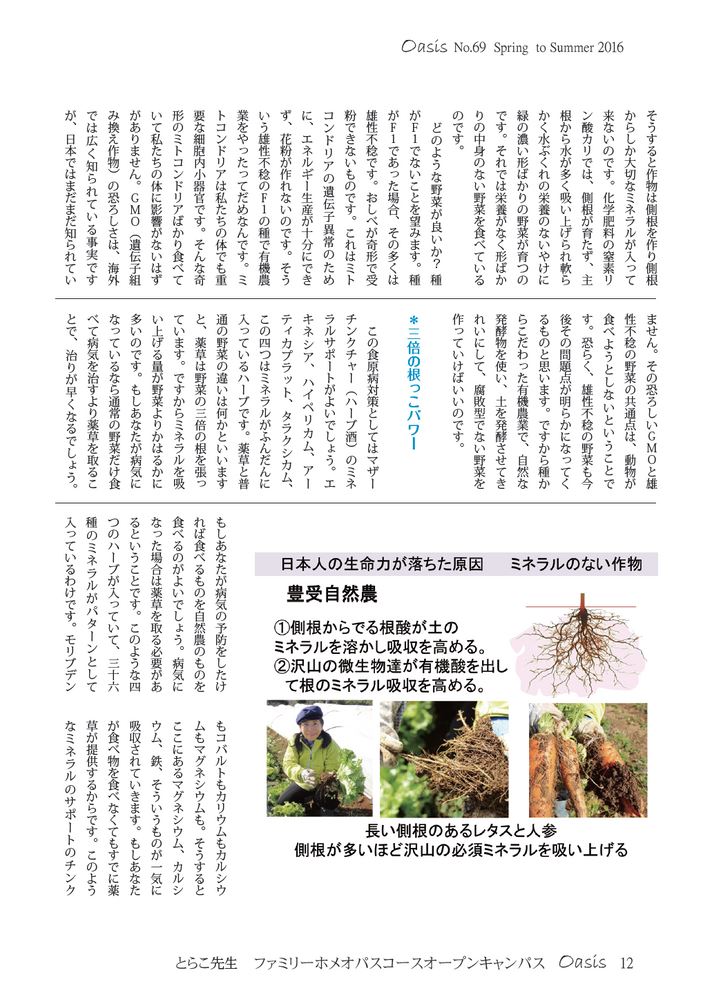 Oasis No.69 Spring to Summer 2016
そうすると作物は側根を作り側根
からしか大切なミネラルが入って
来ないのです。化学肥料の窒素リ
ン酸カリでは、側根が育たず、主
根から水が多く吸い上げられ軟ら
かく水ぶくれの栄養のないやけに
緑の濃い形ばかりの野菜が育つの
です。それでは栄養がなく形ばか
りの中身のない野菜を食べている
のです。
どのような野菜が良いか？種
がF1でないことを望みます。種
がF1であった場合、その多くは
雄性不稔です。おしべが奇形で受
粉できないものです。これはミト
コンドリアの遺伝子異常のため
に、エネルギー生産が十分にでき
ず、花粉が作れないのです。そう
いう雄性不稔のF1の種で有機農
業をやったってだめなんです。ミ
トコンドリアは私たちの体でも重
要な細胞内小器官です。そんな奇
形のミトコンドリアばかり食べて
いて私たちの体に影響がないはず
がありません。GMO（遺伝子組
み換え作物）の恐ろしさは、海外
では広く知られている事実です
が、日本ではまだまだ知られてい
ません。その恐ろしいGMOと雄
性不稔の野菜の共通点は、動物が
食べようとしないということで
す。恐らく、雄性不稔の野菜も今
後その問題点が明らかになってく
るものと思います。ですから種か
らこだわった有機農業で、自然な
発酵物を使い、土を発酵させてき
れいにして、腐敗型でない野菜を
作っていけばいいのです。
＊三倍の根っこパワー
この食原病対策としてはマザー
チンクチャー（ハーブ酒）のミネ
ラルサポートがよいでしょう。エ
キネシア、ハイペリカム、アー
ティカプラット、タラクシカム、
この四つはミネラルがふんだんに
入っているハーブです。薬草と普
通の野菜の違いは何かといいます
と、薬草は野菜の三倍の根を張っ
ています。ですからミネラルを吸
い上げる量が野菜よりかはるかに
多いのです。もしあなたが病気に
なっているなら通常の野菜だけ食
べて病気を治すより薬草を取るこ
とで、治りが早くなるでしょう。
もしあなたが病気の予防をしたけ
れば食べるものを自然農のものを
食べるのがよいでしょう。病気に
なった場合は薬草を取る必要があ
るということです。このような四
つのハーブが入っていて、三十六
種のミネラルがパターンとして
入っているわけです。モリブデン
もコバルトもカリウムもカルシウ
ムもマグネシウムも。そうすると
ここにあるマグネシウム、カルシ
ウム、鉄、そういうものが一気に
吸収されていきます。もしあなた
が食べ物を食べなくてもすでに薬
草が提供するからです。このよう
なミネラルのサポートのチンク
日本人の生命力が落ちた原因 ミネラルのない作物
豊受自然農
①側根からでる根酸が土の
ミネラルを溶かし吸収を高める。
②沢山の微生物達が有機酸を出し
て根のミネラル吸収を高める。
長い側根のあるレタスと人参
側根が多いほど沢山の必須ミネラルを吸い上げる
とらこ先生 ファミリーホメオパスコースオープンキャンパス Oasis 12